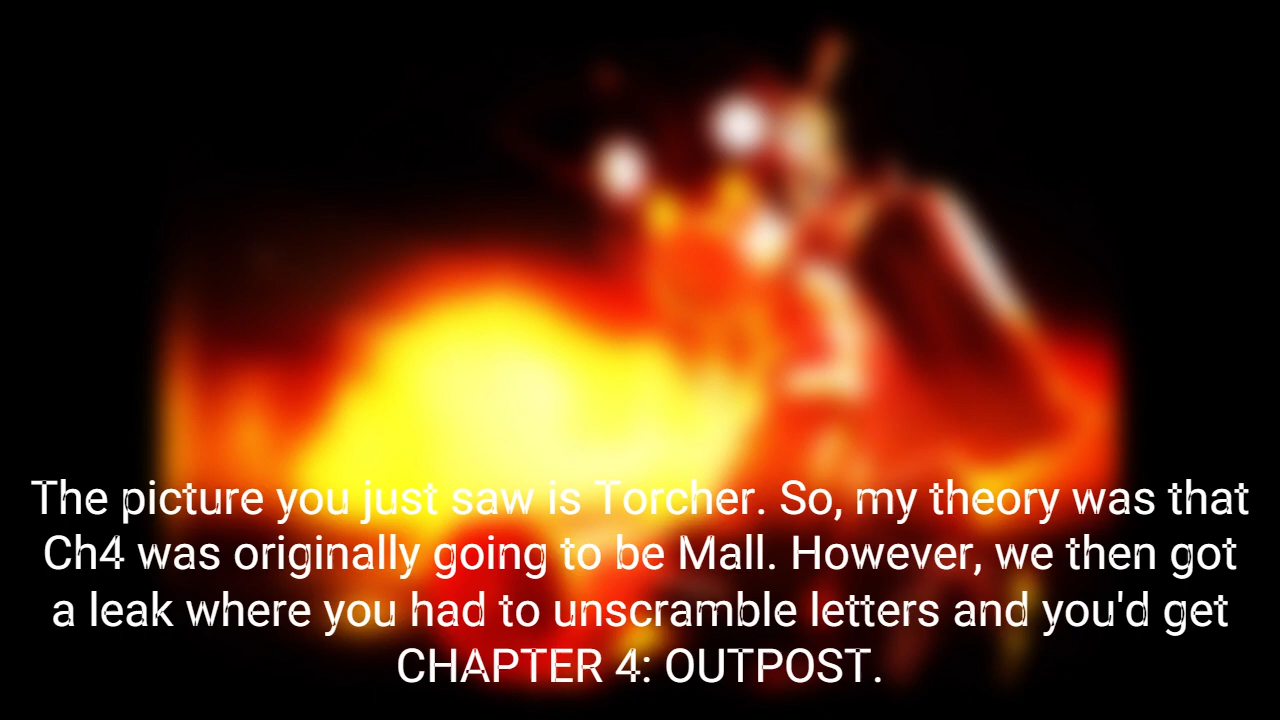 The picture you just saw is Torcher. So, my theory was that
Ch4 was originally going to be Mall. However, we then got
a leak where you had to unscramble letters and you'd get
CHAPTER 4: OUTPOST.